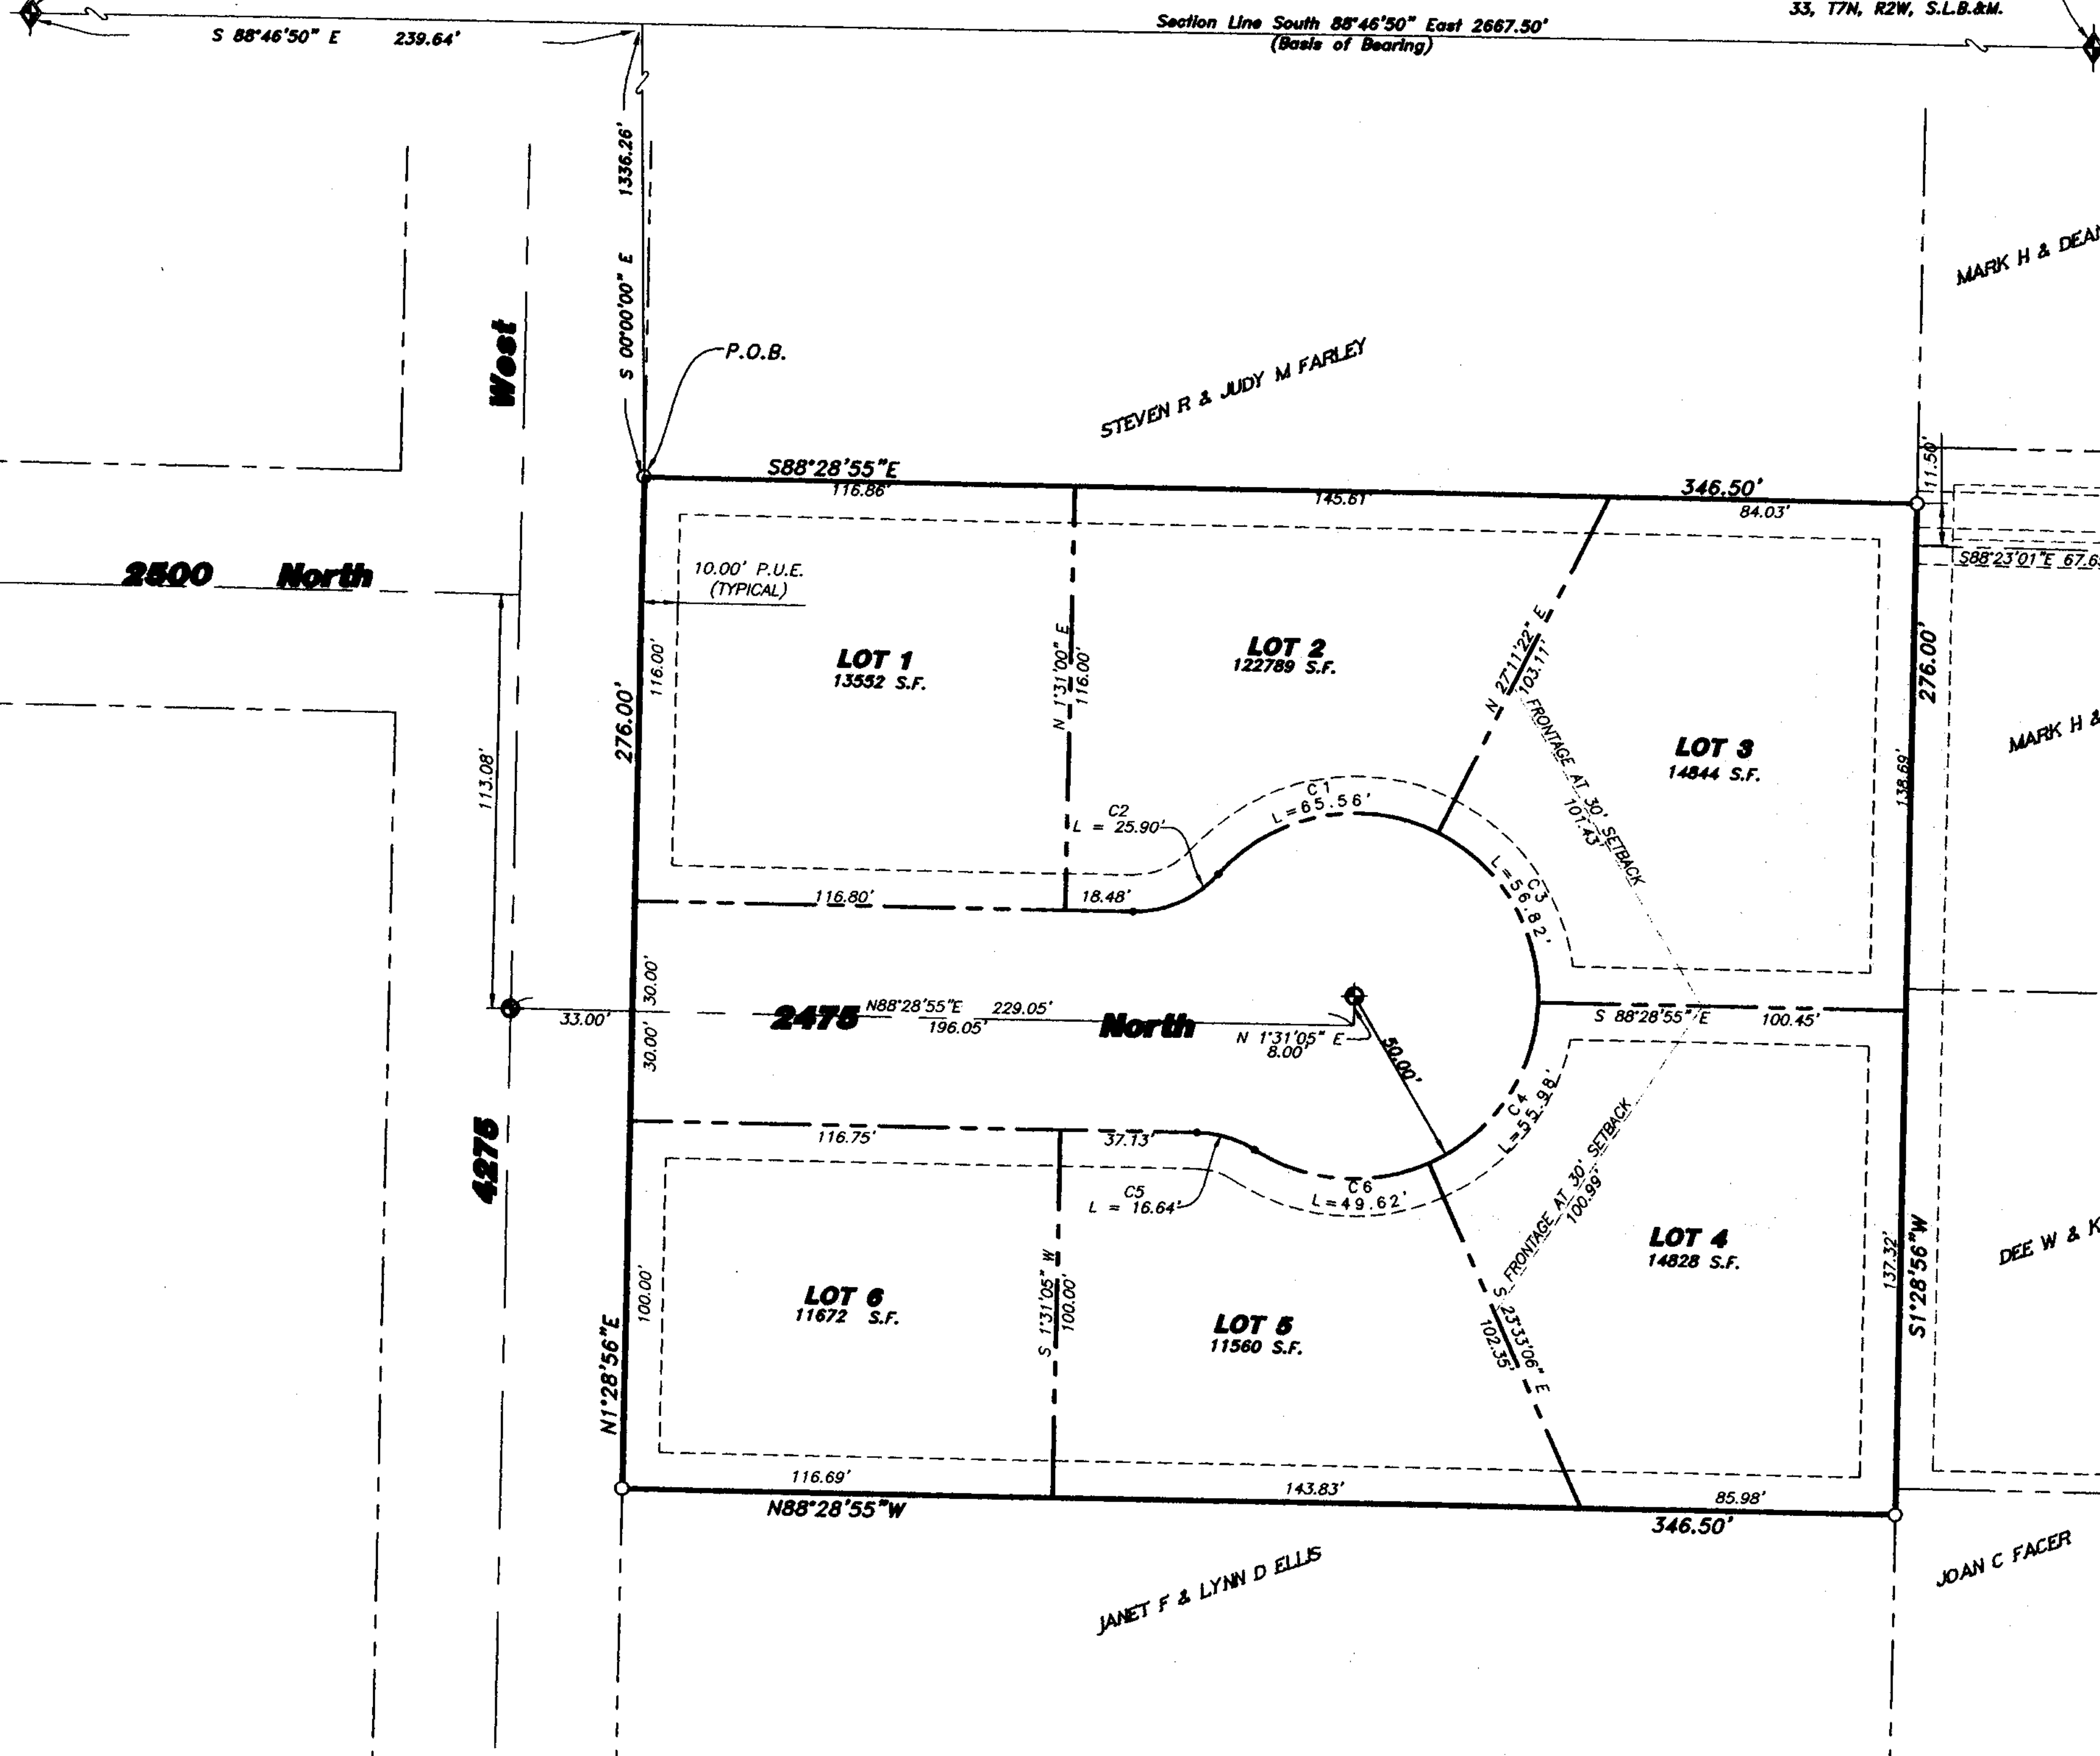 33, T7N, R2W, S.L.B.&M.
S 88°46'50" E 239.64'
Section Line South 88°46'50" East 2667.50'
(Basis of Bearing)
S 00°00'00" E 1336.26'
West
P.O.B.
STEVEN R & JUDY M FARLEY
MARK H & DEAN
S88°28'55"E
116.86'
145.61'
346.50'
84.03'
11.50'
S88°23'01"E 67.6
2500 North
10.00' P.U.E.
(TYPICAL)
116.00'
276.00'
LOT 1
13552 S.F.
N 1°31'00" E
116.00'
LOT 2
122789 S.F.
N 27°11'22" E
103.11'
FRONTAGE AT 30' SETBACK
101.43'
LOT 3
14844 S.F.
276.00'
138.69'
MARK H &
113.08'
C1
L=65.56'
C2
L = 25.90'
C3
L=56.82'
116.80'
18.48'
30.00'
30.00'
33.00'
2475 North
N88°28'55"E 229.05'
196.05'
N 1°31'05" E
8.00'
50.00'
S 88°28'55" E 100.45'
C4
L=55.98'
116.75'
37.13'
C5
L = 16.64'
C6
L=49.62'
4275
FRONTAGE AT 30' SETBACK
100.99'
LOT 4
14828 S.F.
137.32'
S1°28'56"W
DEE W & K
100.00'
LOT 6
11672 S.F.
S 1°31'05" W
100.00'
LOT 5
11560 S.F.
S 23°33'06" E
102.35'
N1°28'56"E
116.69'
N88°28'55"W
143.83'
85.98'
346.50'
JANET F & LYNN D ELLIS
JOAN C FACER